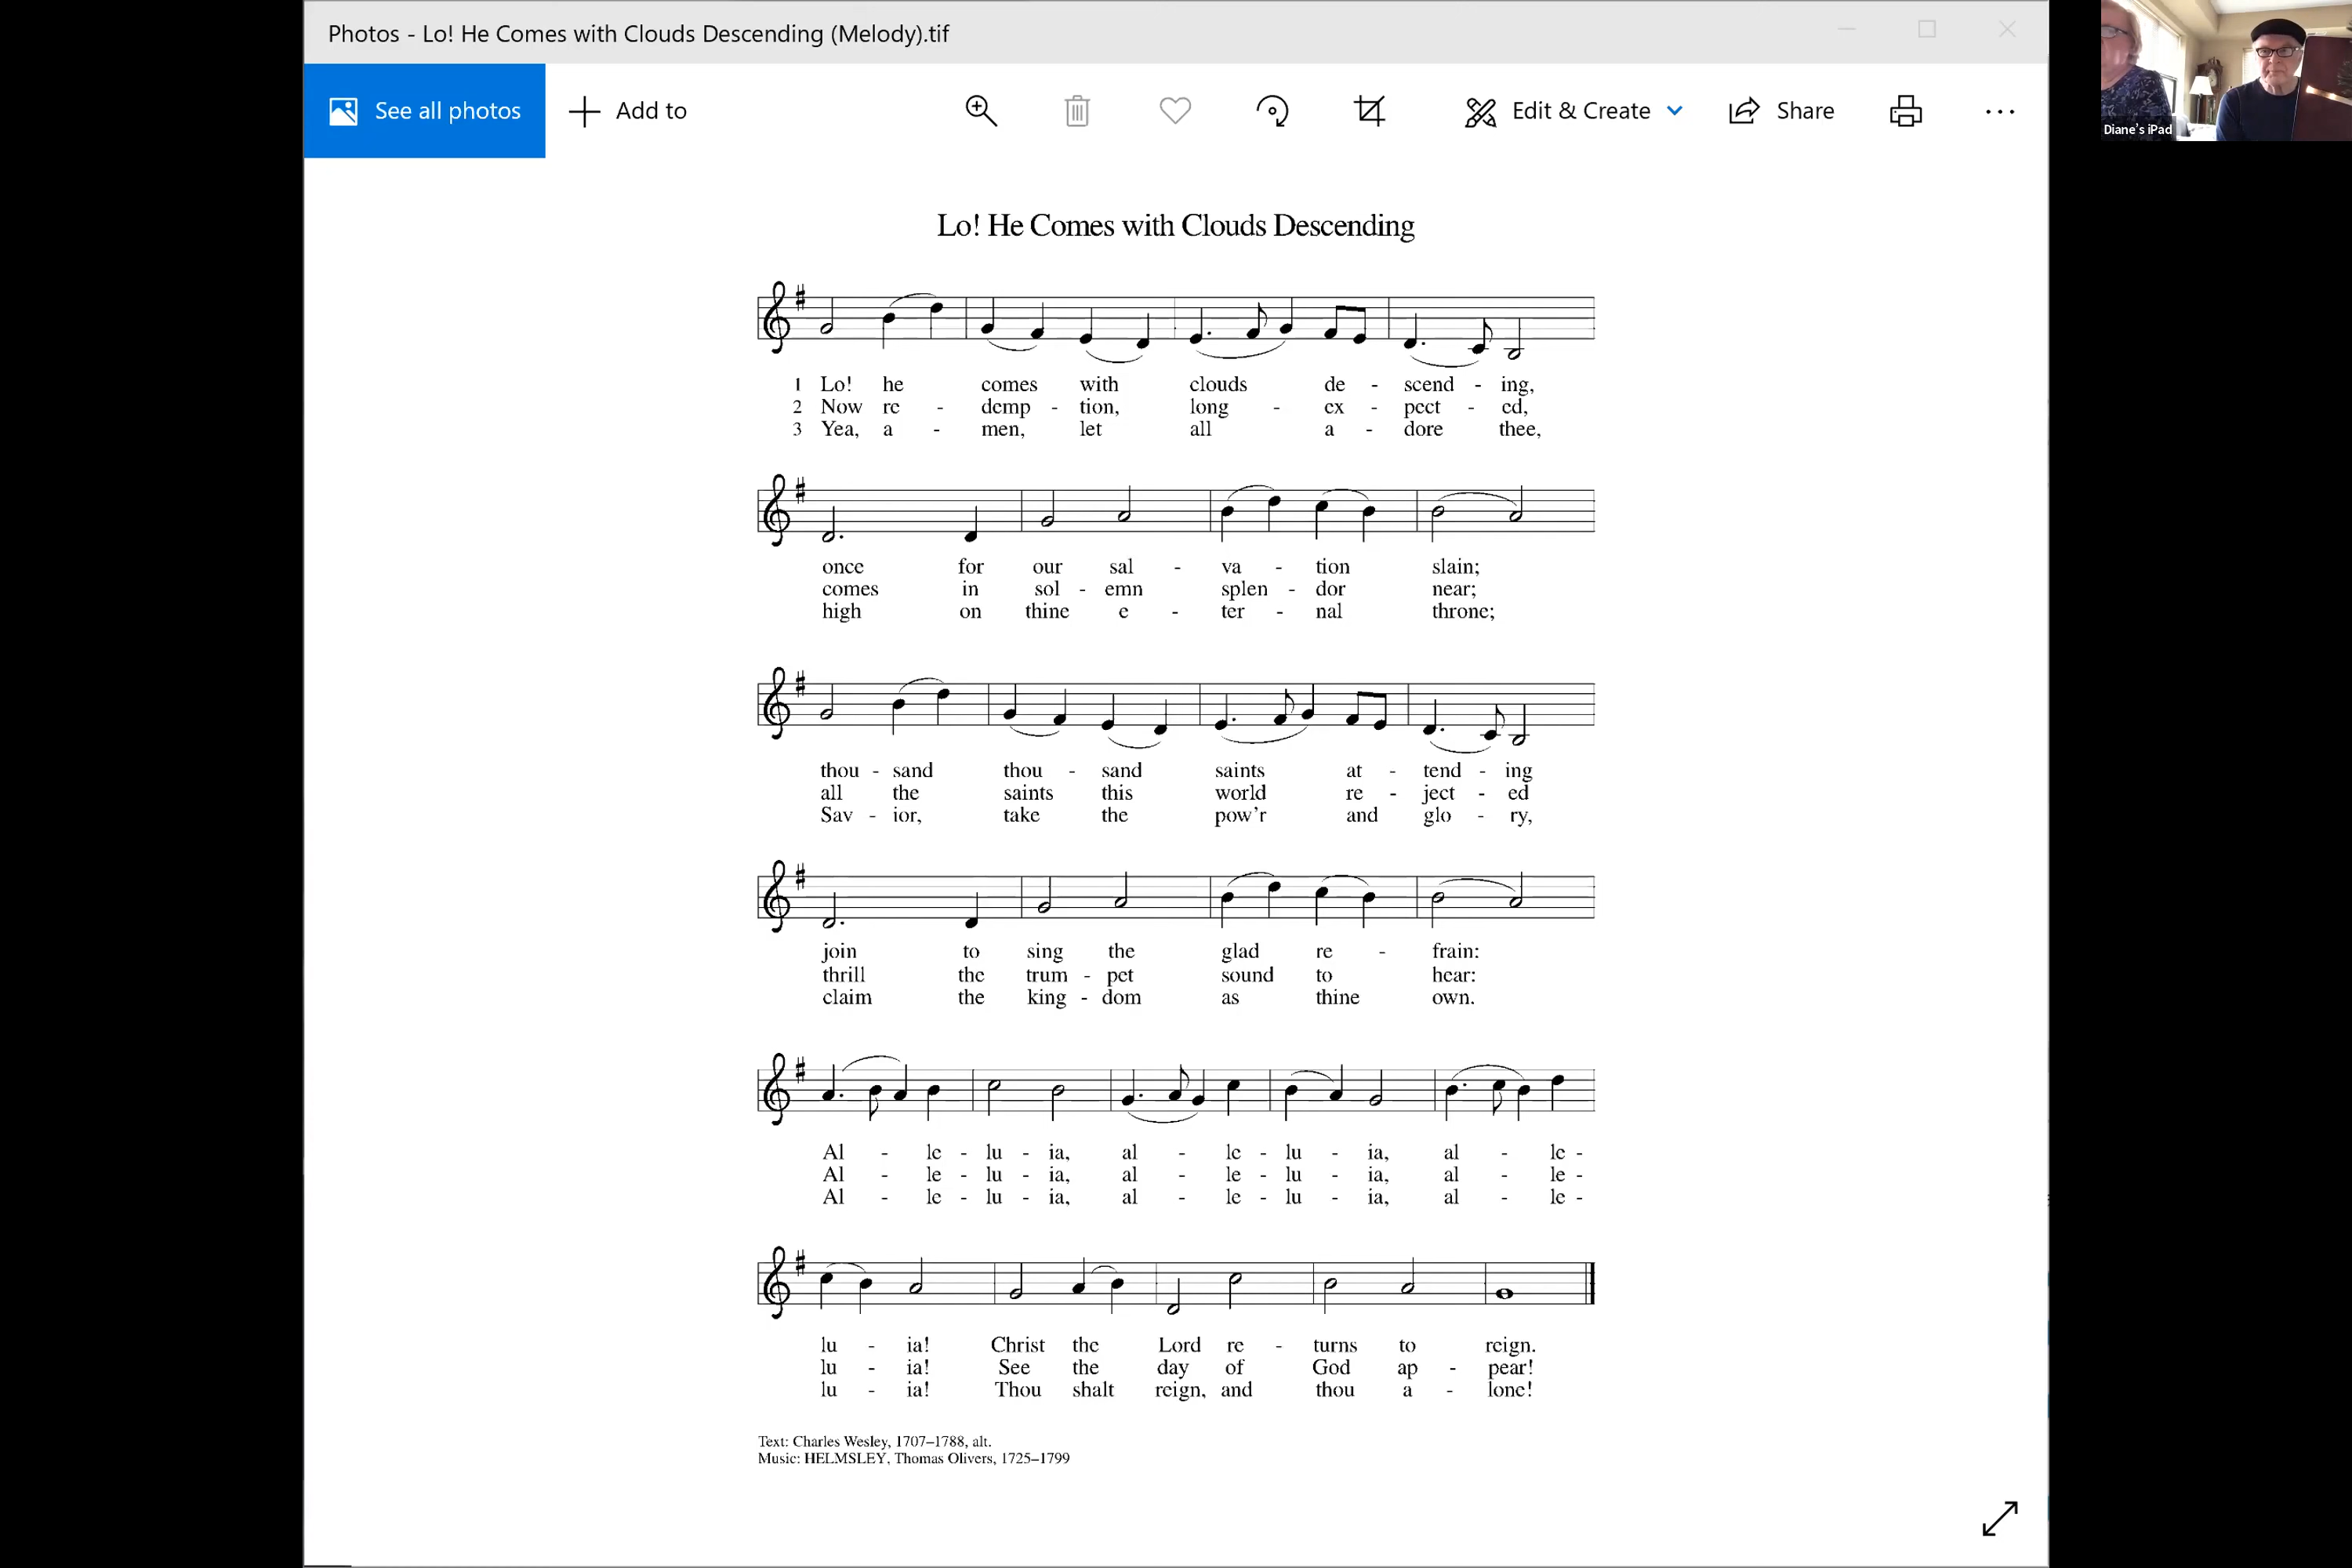 Photos - Lo! He Comes with Clouds Descending (Melody).tif
See all photos
Add to
Edit & Create
Share
Diane's iPad
Lo! He Comes with Clouds Descending
1 Lo! he comes with clouds de - scend - ing,
2 Now re - demp - tion, long - ex - pect - ed,
3 Yea, a - men, let all a - dore thee,
once for our sal - va - tion slain;
comes in sol - emn splen - dor near;
high on thine e - ter - nal throne;
thou - sand thou - sand saints at - tend - ing
all the saints this world re - ject - ed
Sav - ior, take the pow'r and glo - ry,
join to sing the glad re - frain:
thrill the trum - pet sound to hear:
claim the king - dom as thine own.
Al - le - lu - ia, al - le - lu - ia, al - le -
Al - le - lu - ia, al - le - lu - ia, al - le -
Al - le - lu - ia, al - le - lu - ia, al - le -
lu - ia! Christ the Lord re - turns to reign.
lu - ia! See the day of God ap - pear!
lu - ia! Thou shalt reign, and thou a - lone!
Text: Charles Wesley, 1707–1788, alt.
Music: HELMSLEY, Thomas Olivers, 1725–1799